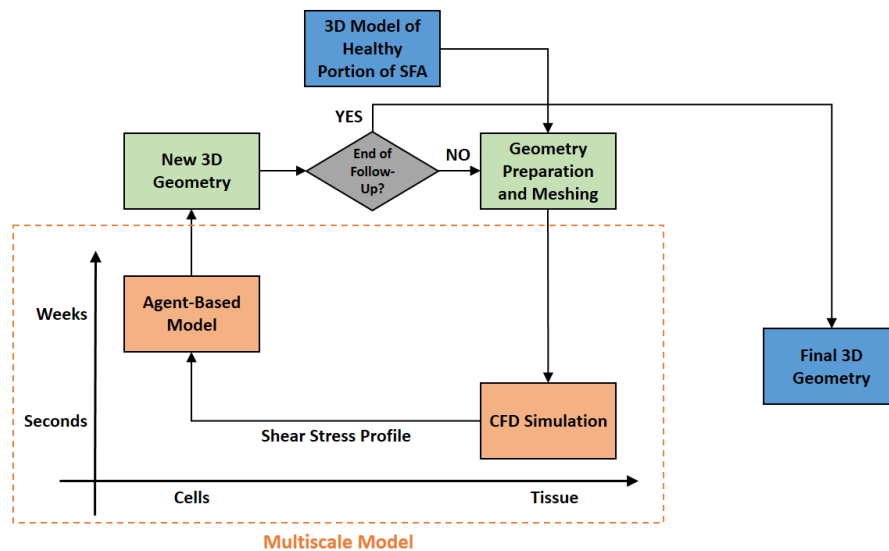 3D Model of
Healthy
Portion of SFA
YES
New 3D
Geometry
End of
Follow-
Up?
NO
Geometry
Preparation
and Meshing
Weeks
Agent-Based
Model
Final 3D
Geometry
Seconds
Shear Stress Profile
CFD Simulation
Cells
Tissue
Multiscale Model